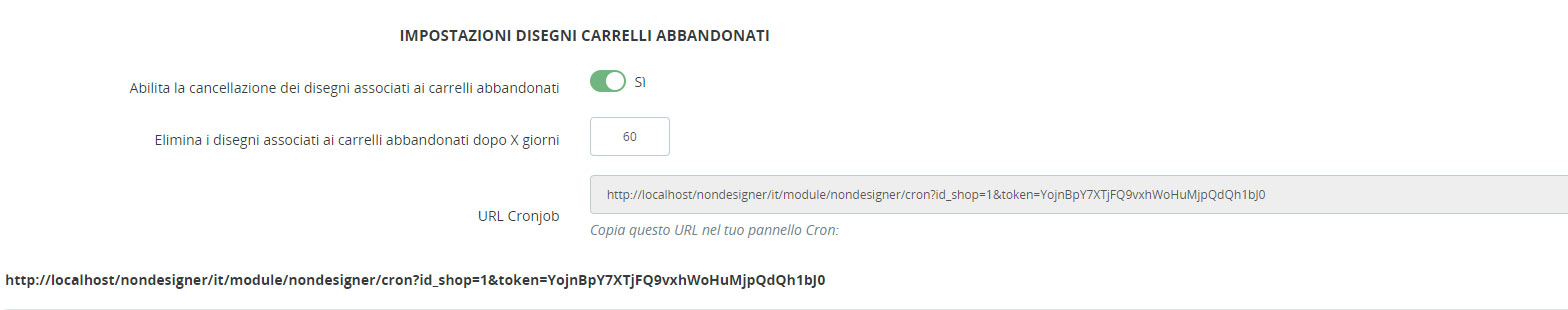 IMPOSTAZIONI DISEGNI CARRELLI ABBANDONATI
Abilita la cancellazione dei disegni associati ai carrelli abbandonati
Sì
Elimina i disegni associati ai carrelli abbandonati dopo X giorni
60
URL Cronjob
http://localhost/nondesigner/it/module/nondesigner/cron?id_shop=1&token=YojnBpY7XTjFQ9vxhWoHuMjpQdQh1bJ0
Copia questo URL nel tuo pannello Cron:
http://localhost/nondesigner/it/module/nondesigner/cron?id_shop=1&token=YojnBpY7XTjFQ9vxhWoHuMjpQdQh1bJ0